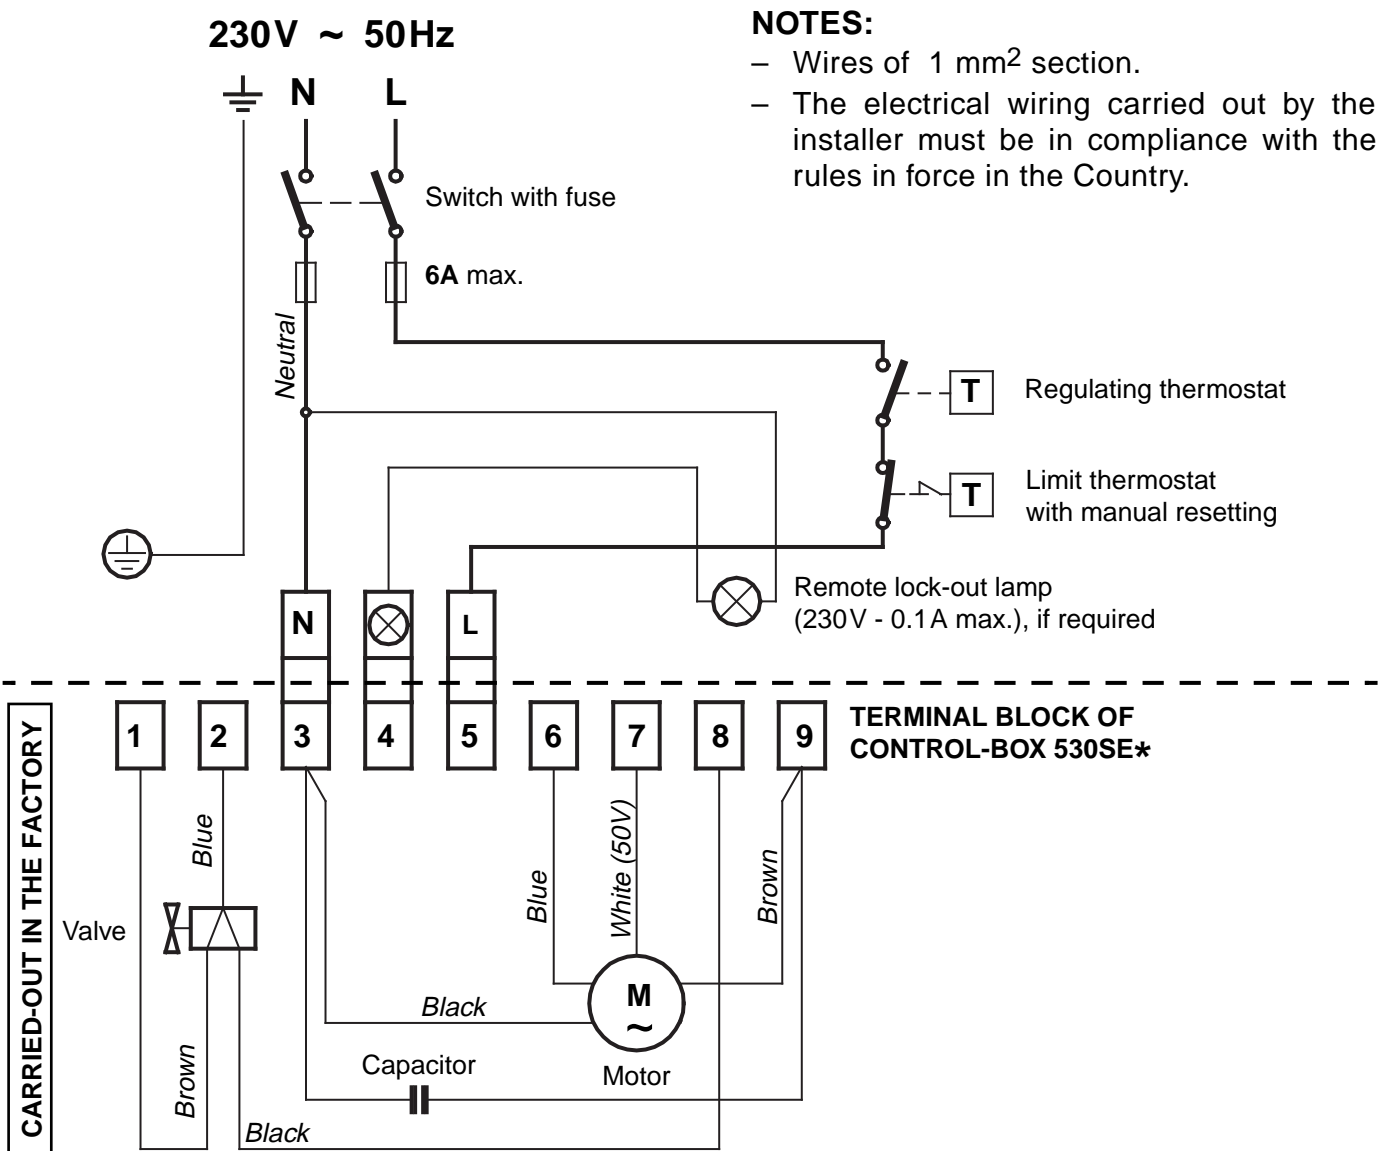 230V ~ 50Hz
N L
Switch with fuse
6A max.
Neutral
NOTES:
– Wires of 1 mm2 section.
– The electrical wiring carried out by the
installer must be in compliance with the
rules in force in the Country.
T
Regulating thermostat
T
Limit thermostat
with manual resetting
Remote lock-out lamp
(230V - 0.1A max.), if required
N L
1 2 3 4 5 6 7 8 9
TERMINAL BLOCK OF
CONTROL-BOX 530SE*
CARRIED-OUT IN THE FACTORY
Blue
Valve
Brown
Black
Blue
White (50V)
Brown
Black
M
~
Motor
Capacitor